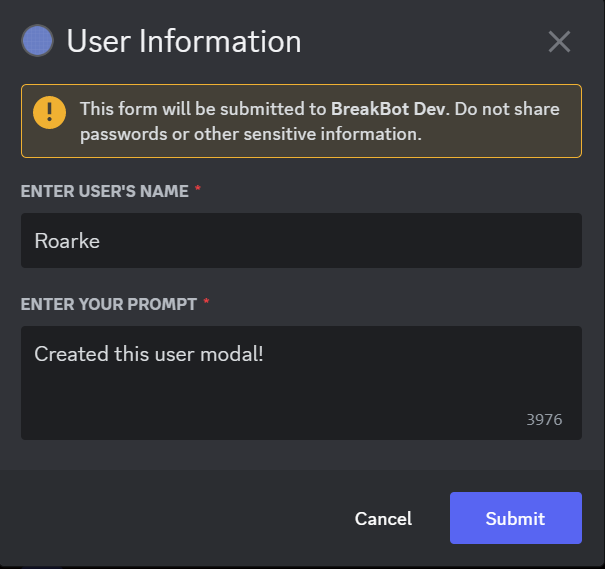 User Information
This form will be submitted to BreakBot Dev. Do not share
passwords or other sensitive information.
ENTER USER'S NAME *
Roarke
ENTER YOUR PROMPT *
Created this user modal!
3976
Cancel
Submit